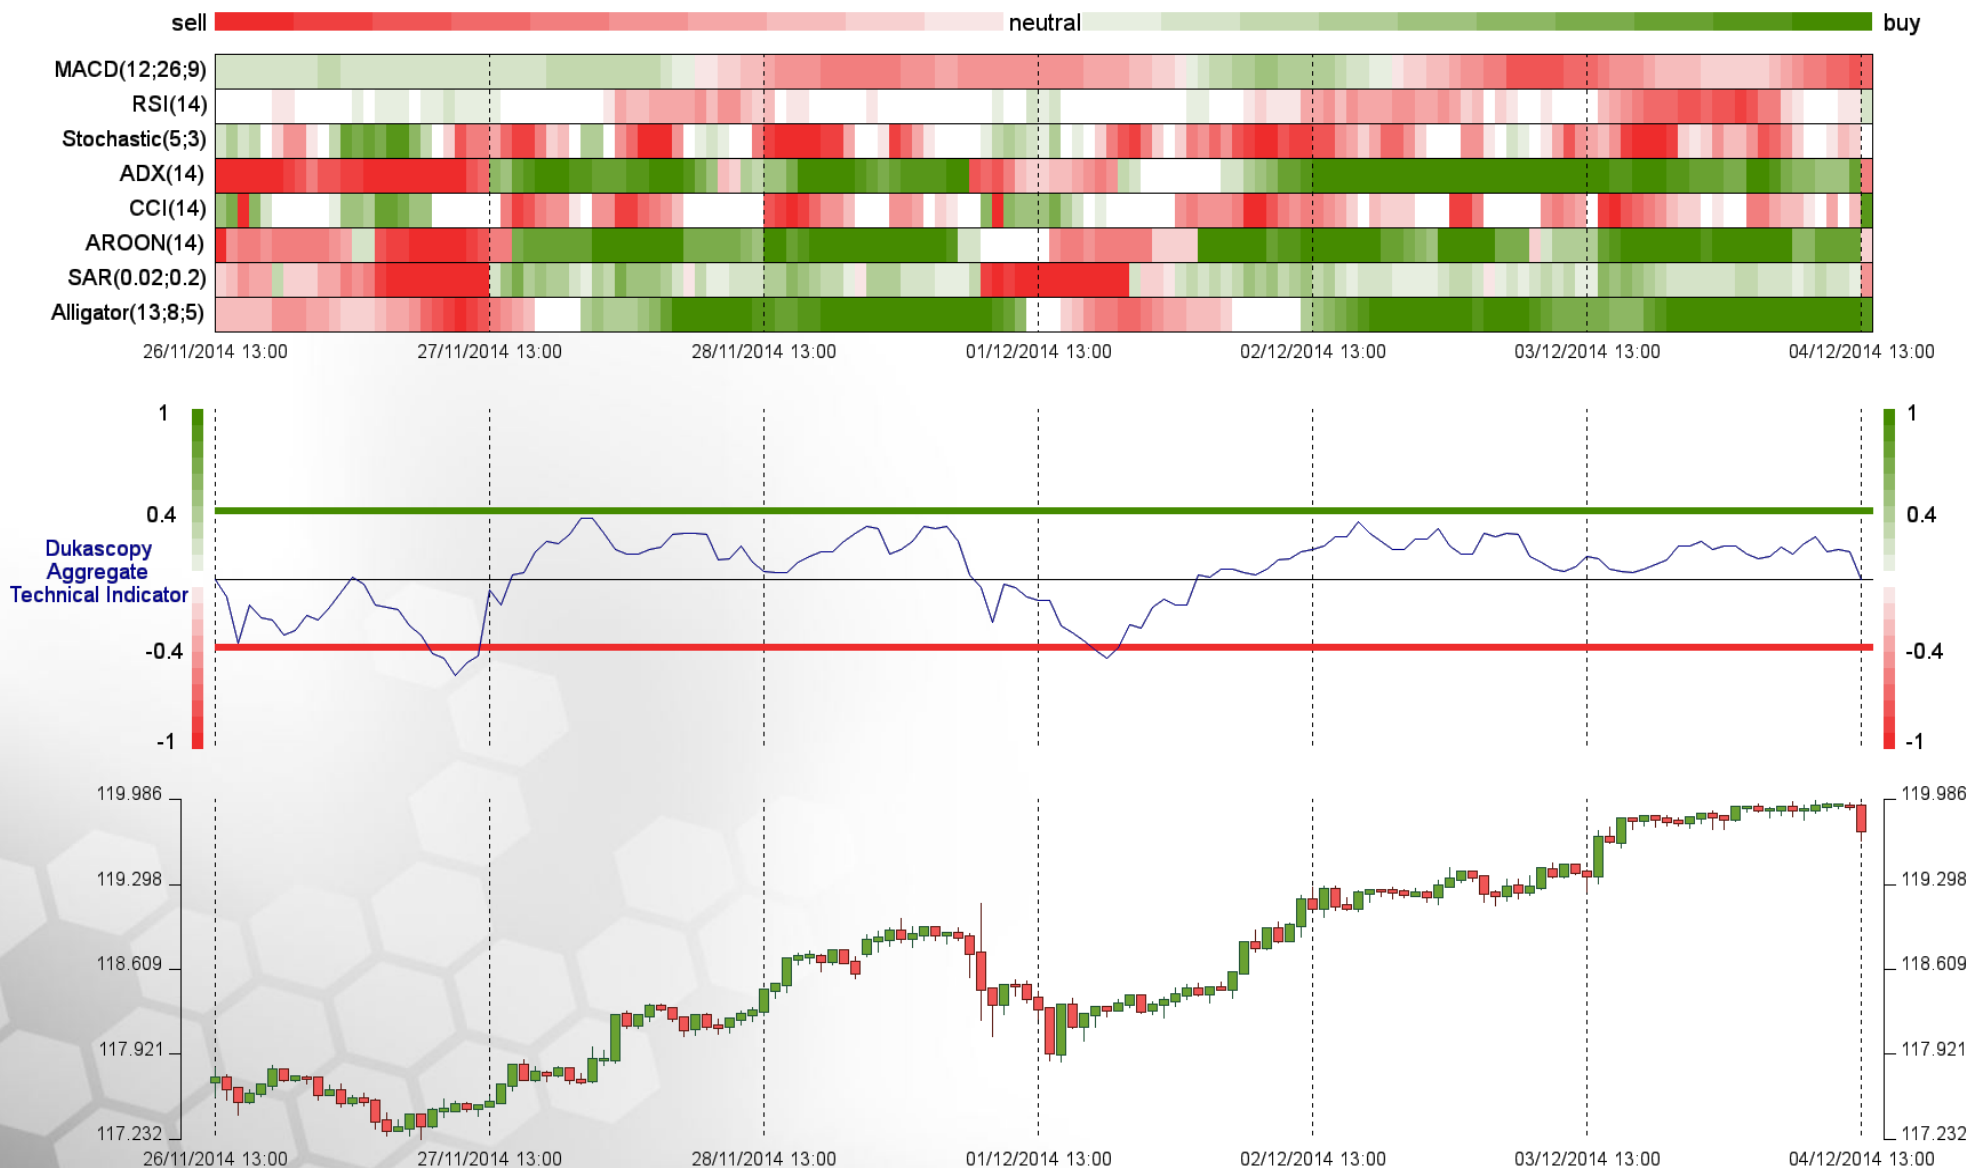 sell neutral buy
MACD(12;26;9)
RSI(14)
Stochastic(5;3)
ADX(14)
CCI(14)
AROON(14)
SAR(0.02;0.2)
Alligator(13;8;5)
26/11/2014 13:00 27/11/2014 13:00 28/11/2014 13:00 01/12/2014 13:00 02/12/2014 13:00 03/12/2014 13:00 04/12/2014 13:00
1 1
0.4 0.4
Dukascopy
Aggregate
Technical Indicator
-0.4 -0.4
-1 -1
119.986 119.986
119.298 119.298
118.609 118.609
117.921 117.921
117.232 117.232
26/11/2014 13:00 27/11/2014 13:00 28/11/2014 13:00 01/12/2014 13:00 02/12/2014 13:00 03/12/2014 13:00 04/12/2014 13:00